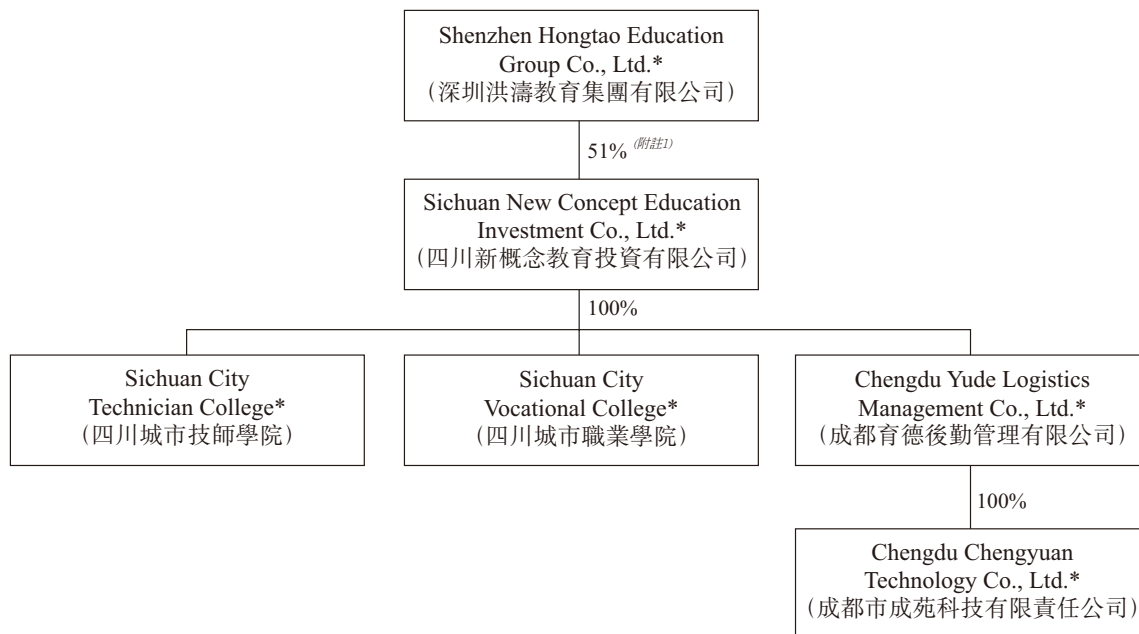 Shenzhen Hongtao Education
Group Co., Ltd.*
(深圳洪濤教育集團有限公司)
51% (附註1)
Sichuan New Concept Education
Investment Co., Ltd.*
(四川新概念教育投資有限公司)
100%
Sichuan City
Technician College*
(四川城市技師學院)
Sichuan City
Vocational College*
(四川城市職業學院)
Chengdu Yude Logistics
Management Co., Ltd.*
(成都育德後勤管理有限公司)
100%
Chengdu Chengyuan
Technology Co., Ltd.*
(成都市成苑科技有限責任公司)